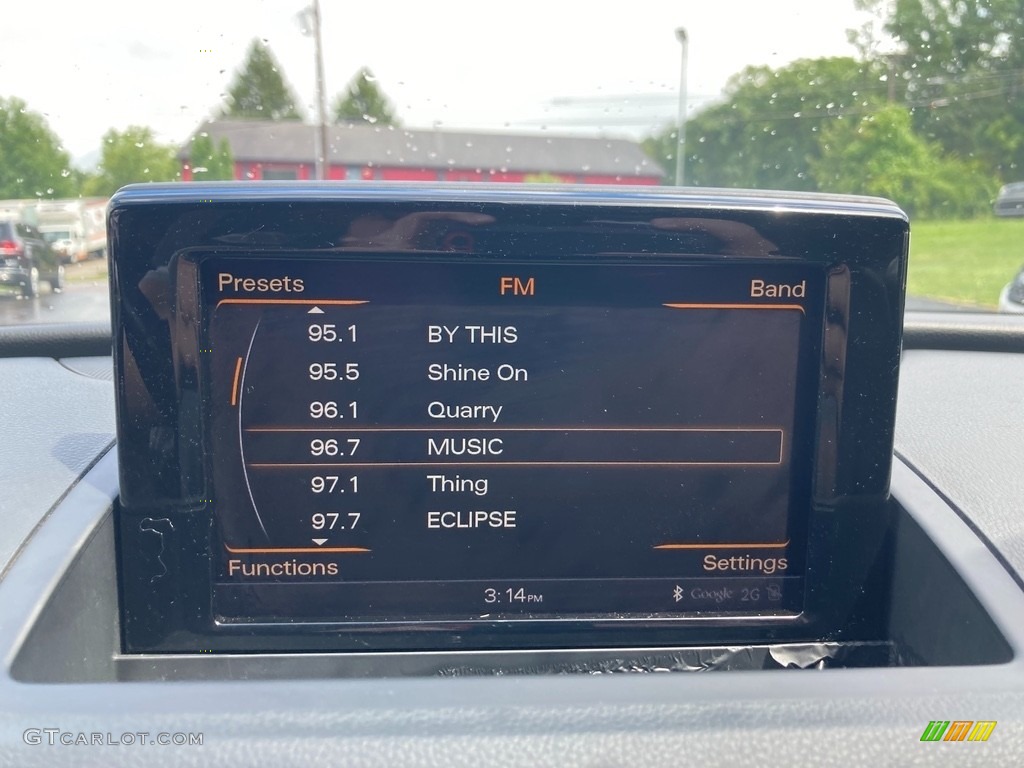 Presets FM Band
95.1 BY THIS
95.5 Shine On
96.1 Quarry
96.7 MUSIC
97.1 Thing
97.7 ECLIPSE
Functions Settings
3:14PM Google 2G
GTCARLOT.COM